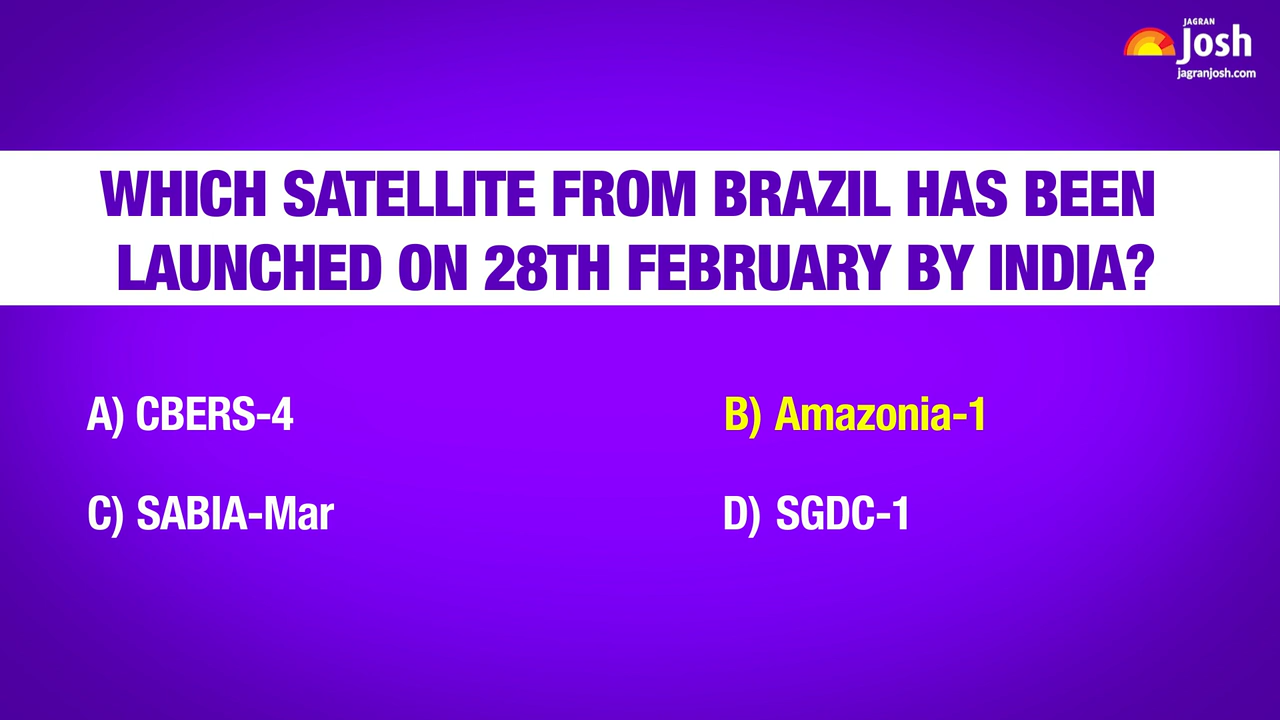 JAGRAN
Josh
jagranjosh.com
WHICH SATELLITE FROM BRAZIL HAS BEEN
LAUNCHED ON 28TH FEBRUARY BY INDIA?
A) CBERS-4
B) Amazonia-1
C) SABIA-Mar
D) SGDC-1